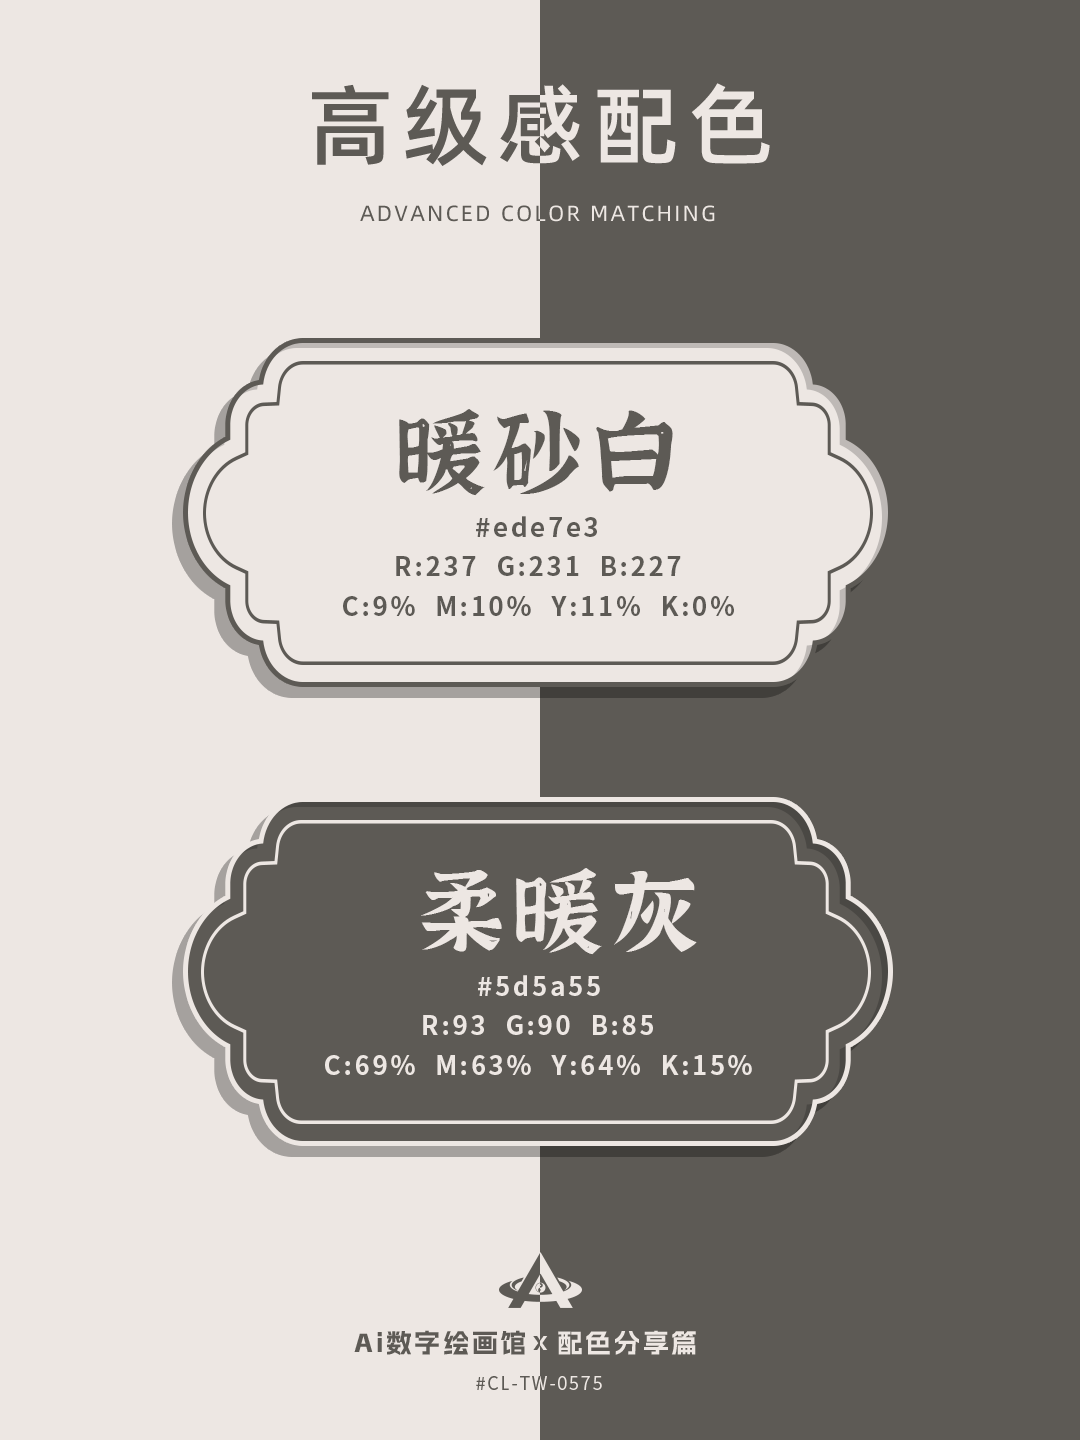 高级感配色
ADVANCED COLOR MATCHING
暖砂白
#ede7e3
R:237 G:231 B:227
C:9% M:10% Y:11% K:0%
柔暖灰
#5d5a55
R:93 G:90 B:85
C:69% M:63% Y:64% K:15%
Ai数字绘画馆 x 配色分享篇
#CL-TW-0575